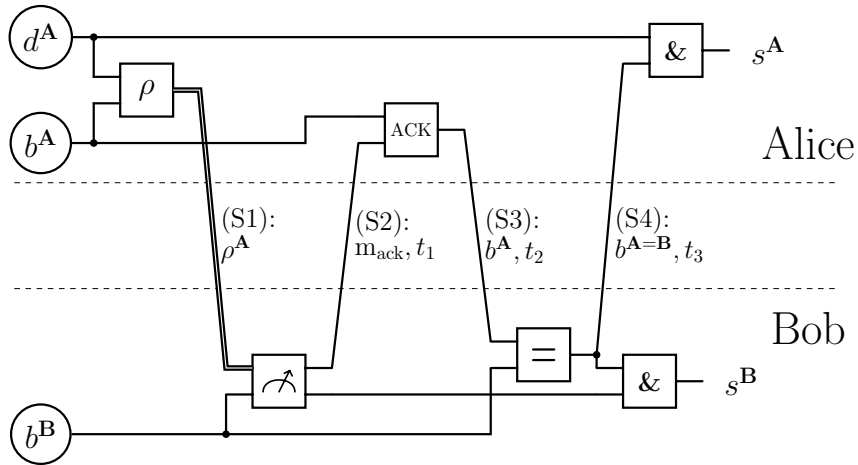 d^A
&
s^A
ρ
b^A
ACK
Alice
(S1):
ρ^A
(S2):
m_ack, t_1
(S3):
b^A, t_2
(S4):
b^A=B, t_3
Bob
=
&
s^B
b^B